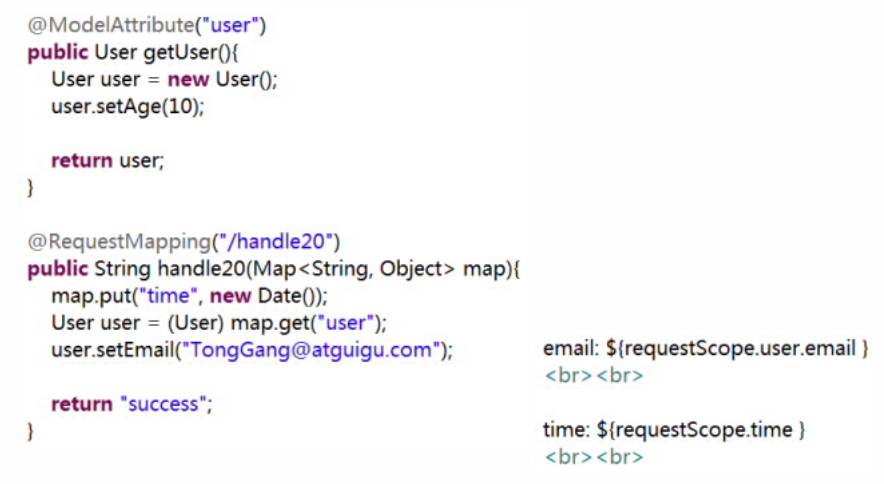 @ModelAttribute("user")
public User getUser(){
User user = new User();
user.setAge(10);
return user;
}
@RequestMapping("/handle20")
public String handle20(Map<String, Object> map){
map.put("time", new Date());
User user = (User) map.get("user");
user.setEmail("TongGang@atguigu.com");
return "success";
}
email: ${requestScope.user.email }
<br><br>
time: ${requestScope.time }
<br><br>